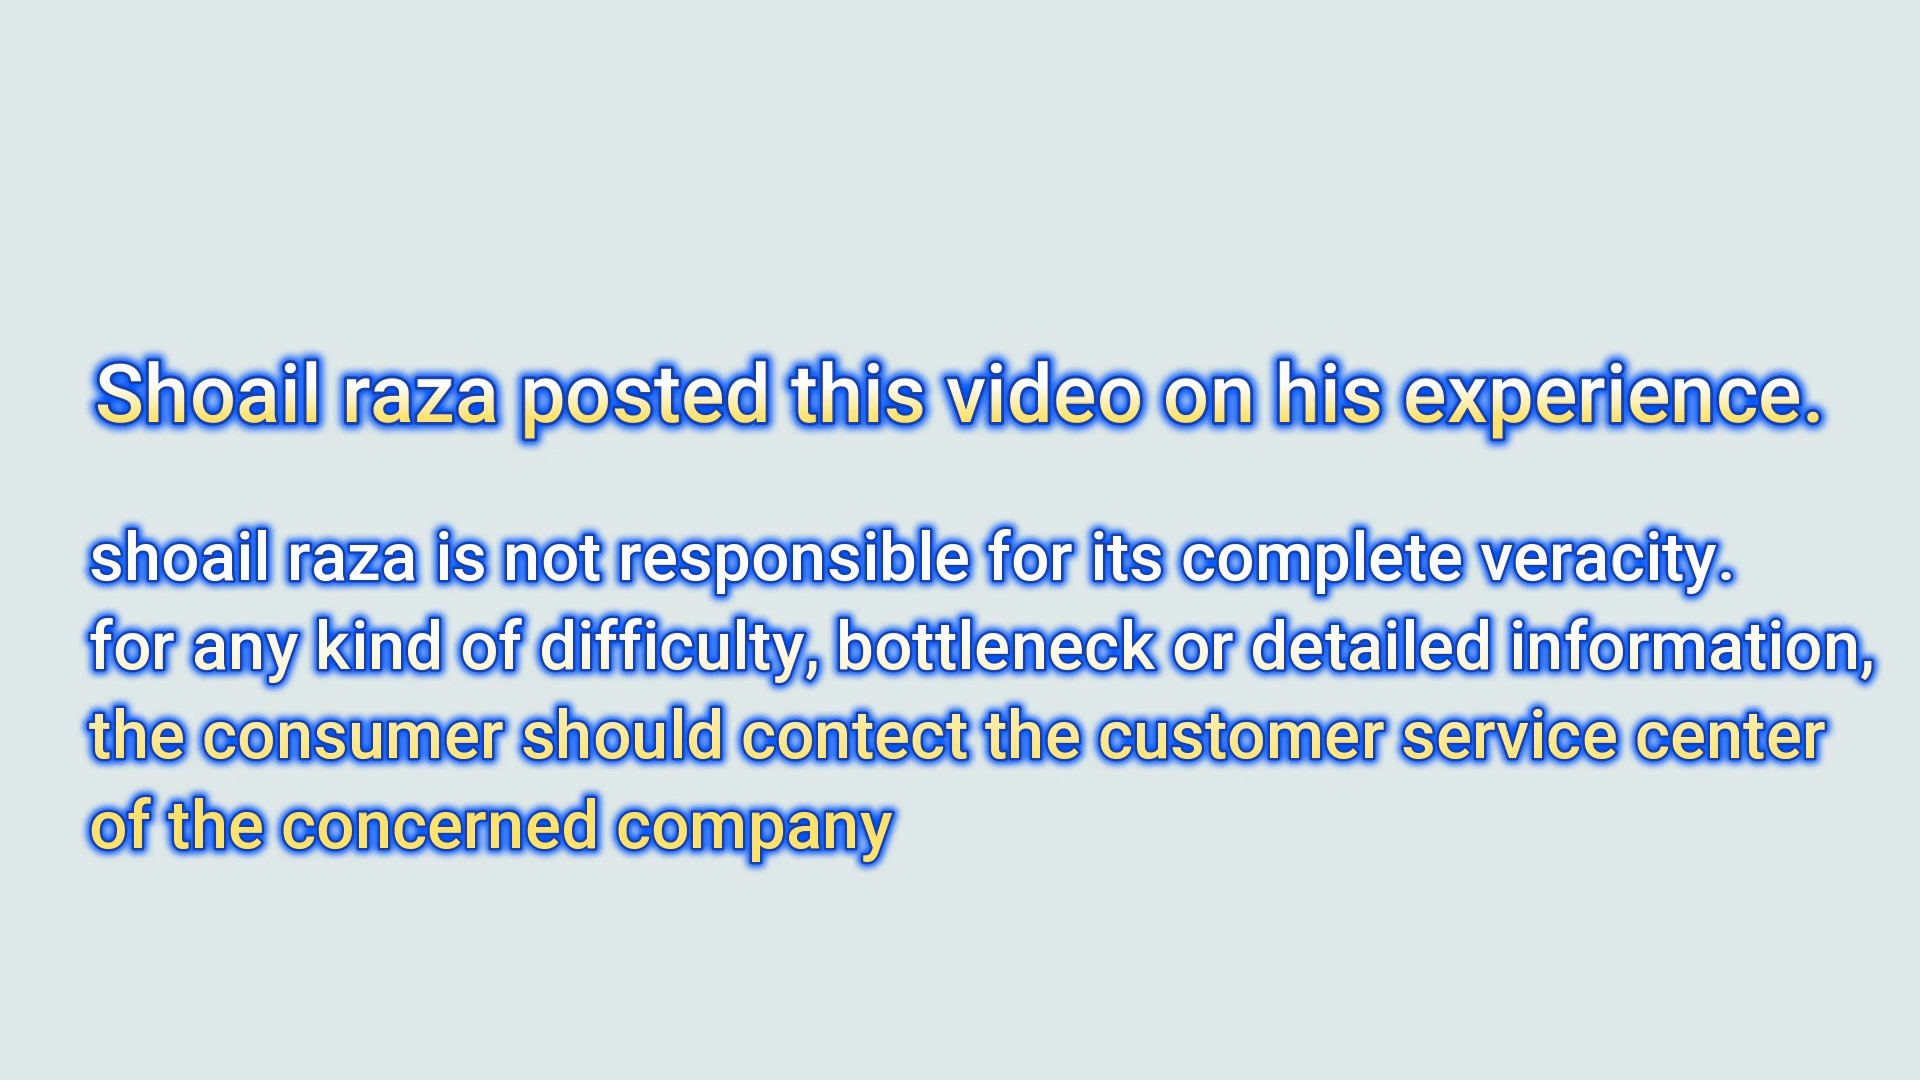 Shoail raza posted this video on his experience.
shoail raza is not responsible for its complete veracity.
for any kind of difficulty, bottleneck or detailed information,
the consumer should contect the customer service center
of the concerned company